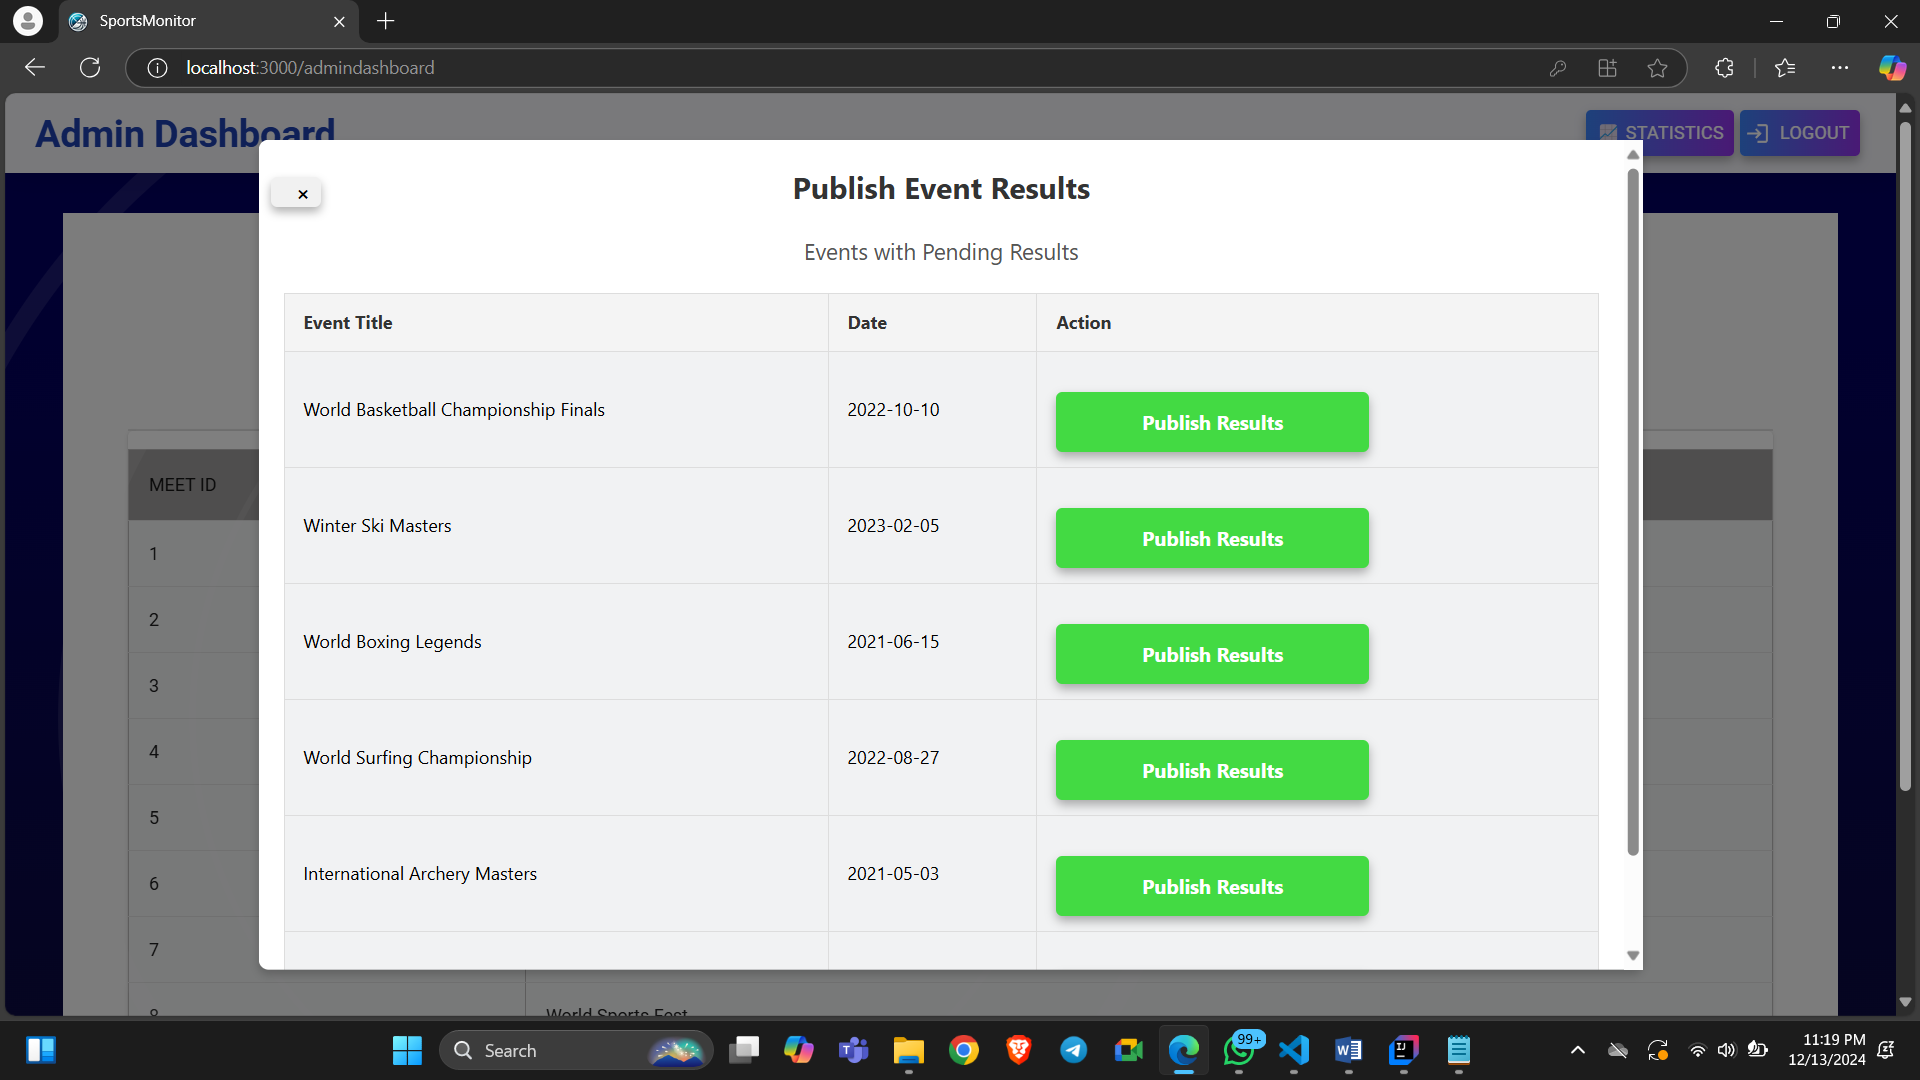 SportsMonitor
localhost:3000/admindashboard
Admin Dashboard
STATISTICS
LOGOUT
Publish Event Results
Events with Pending Results
Event Title Date Action
World Basketball Championship Finals 2022-10-10 Publish Results
Winter Ski Masters 2023-02-05 Publish Results
World Boxing Legends 2021-06-15 Publish Results
World Surfing Championship 2022-08-27 Publish Results
International Archery Masters 2021-05-03 Publish Results
MEET ID
1
2
3
4
5
6
7
8 World Sports Fest
Search
99+
11:19 PM
12/13/2024